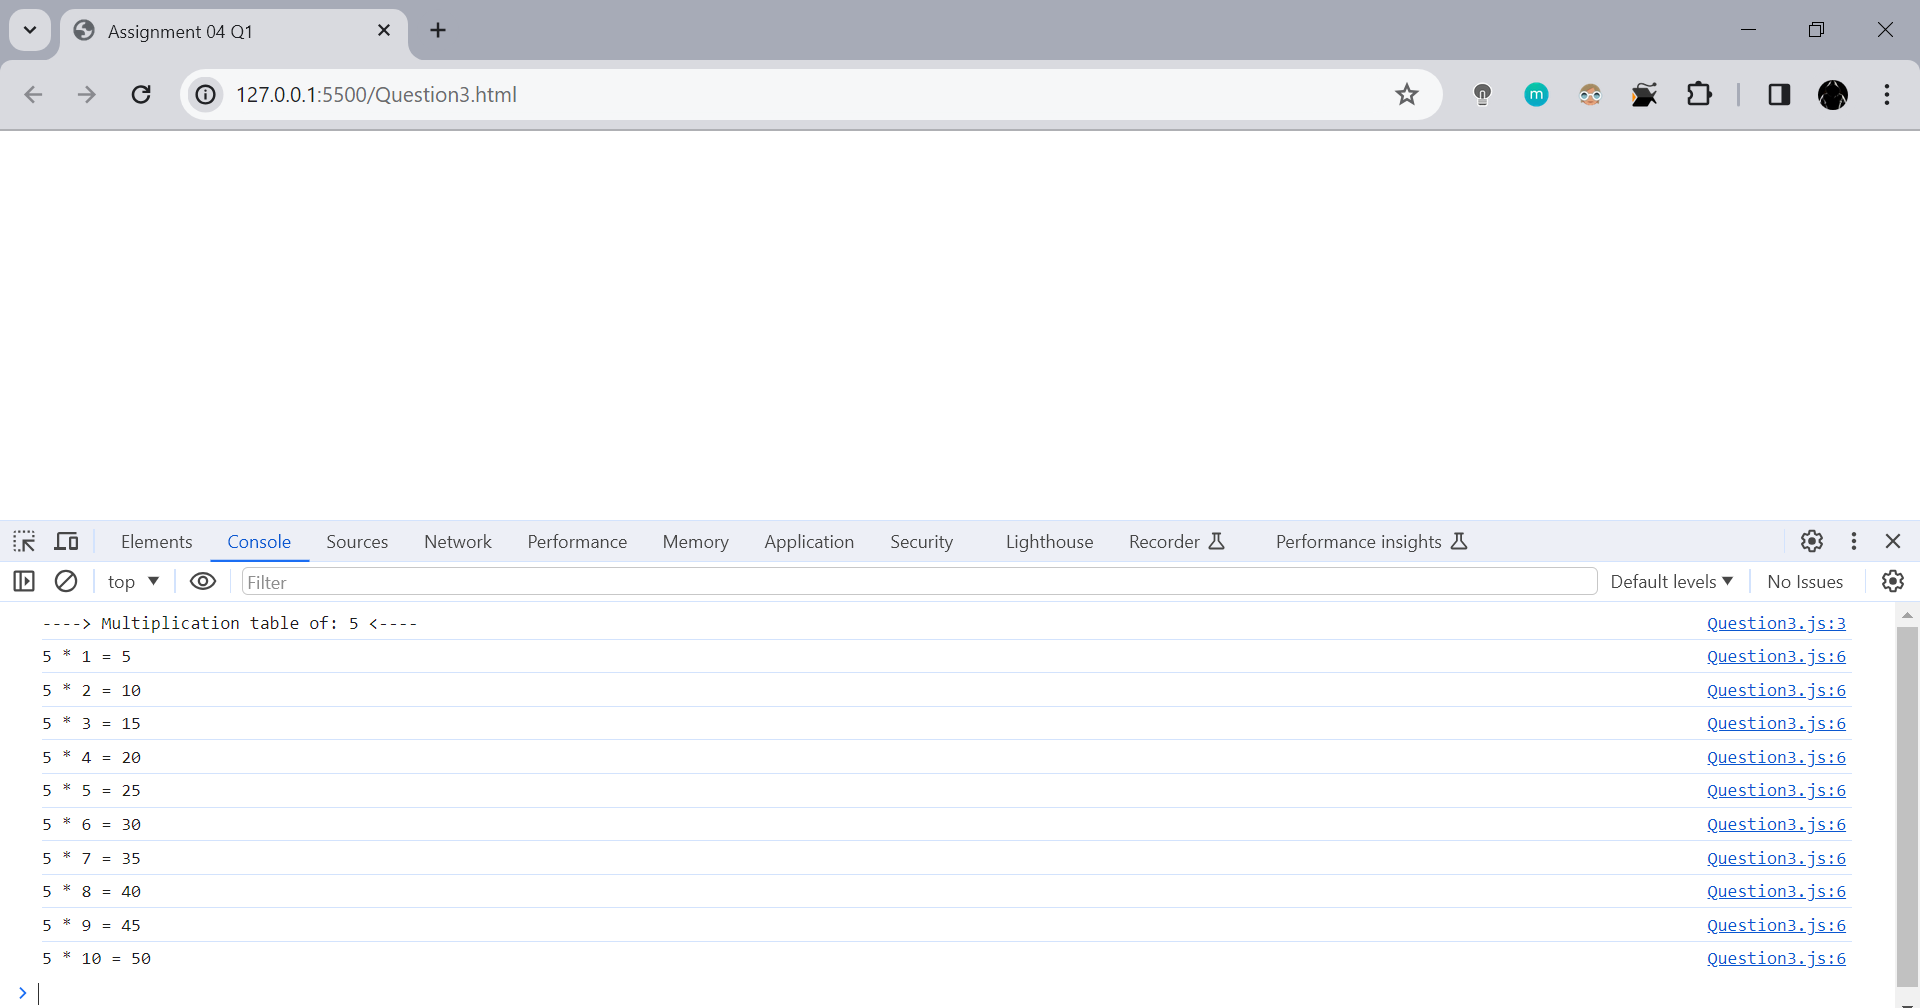 Assignment 04 Q1
127.0.0.1:5500/Question3.html
m
Elements Console Sources Network Performance Memory Application Security Lighthouse Recorder Performance insights
top Filter Default levels No Issues
----> Multiplication table of: 5 <---- Question3.js:3
5 * 1 = 5 Question3.js:6
5 * 2 = 10 Question3.js:6
5 * 3 = 15 Question3.js:6
5 * 4 = 20 Question3.js:6
5 * 5 = 25 Question3.js:6
5 * 6 = 30 Question3.js:6
5 * 7 = 35 Question3.js:6
5 * 8 = 40 Question3.js:6
5 * 9 = 45 Question3.js:6
5 * 10 = 50 Question3.js:6
>